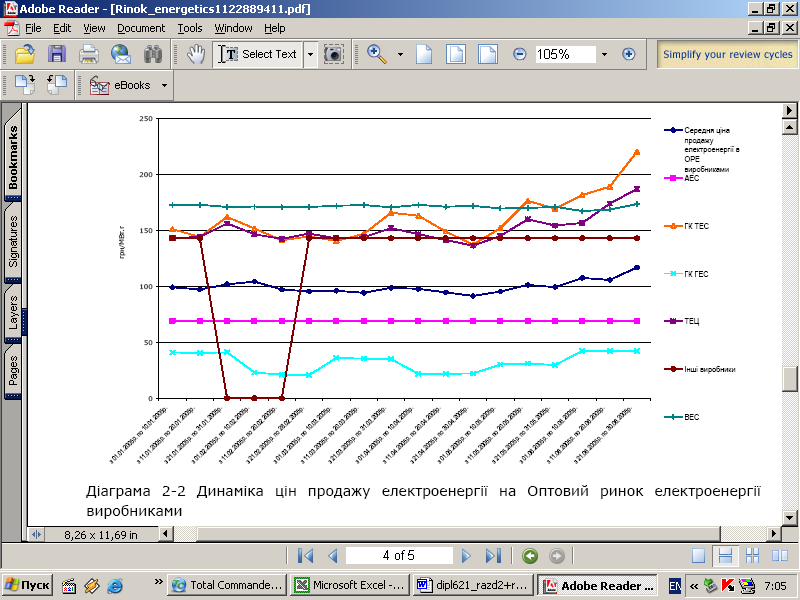 Adobe Reader - [Rinok_energetics1122889411.pdf]
File Edit View Document Tools Window Help
Select Text
105%
Simplify your review cycles
eBooks
Bookmarks
Signatures
Layers
Pages
250
200
150
100
50
0
грн/МВт.г
Середня ціна
продажу
електроенергії в
ОРЕ
виробниками
АЕС
ГК ТЕС
ГК ГЕС
ТЕЦ
Інші виробники
ВЕС
Діаграма 2-2 Динаміка цін продажу електроенергії на Оптовий ринок електроенергії
виробниками
8,26 x 11,69 in
4 of 5
Пуск
Total Commande...
Microsoft Excel -...
dipl621_razd2+r...
Adobe Reader ...
EN
7:05